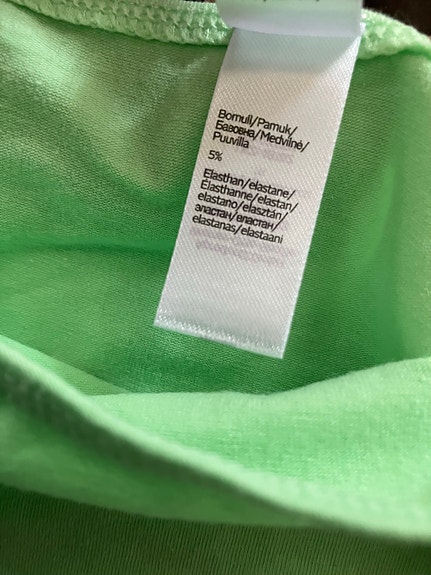 Bomull/Pamuk/
Бавовна/Medvilnė/
Puuvilla
5%
Elasthan/elastane/
Élasthanne/elastan/
elastano/elasztán/
эластан/еластан/
elastanas/elastaani